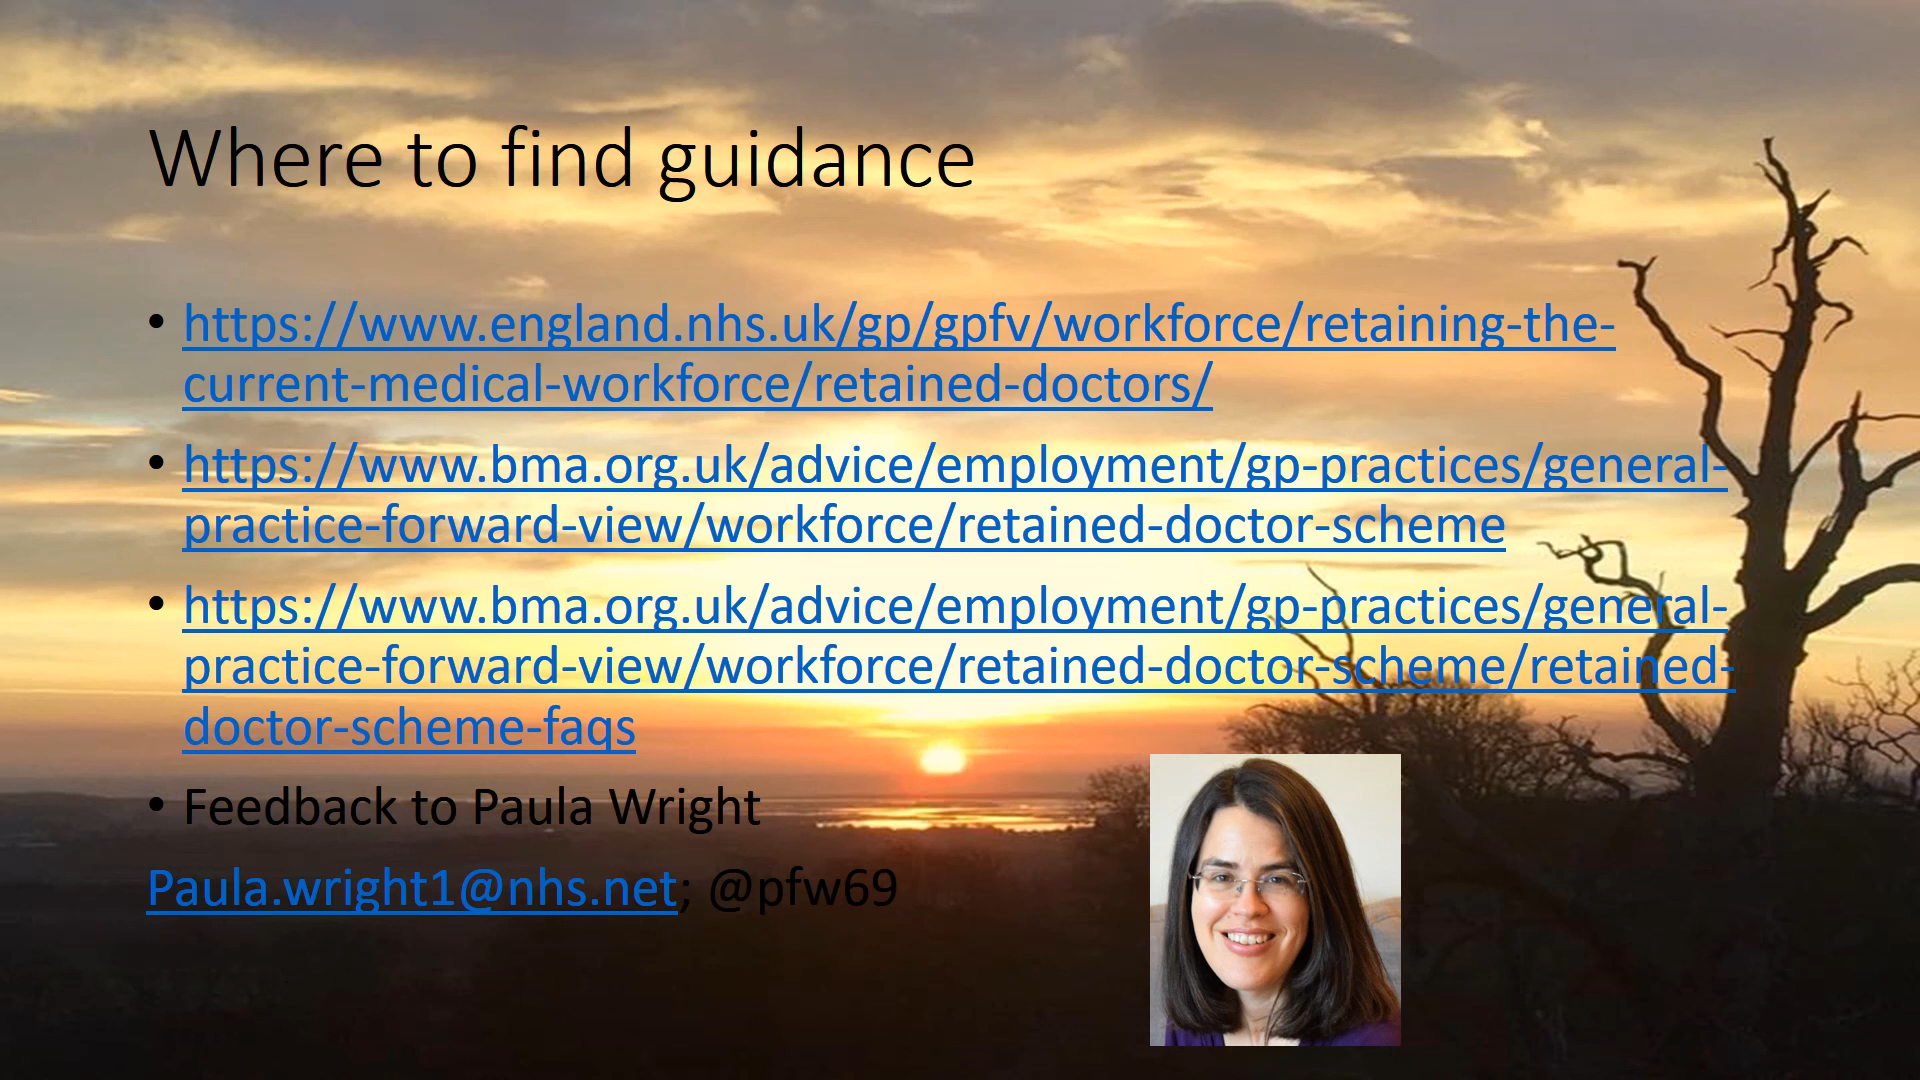 Where to find guidance
• https://www.england.nhs.uk/gp/gpfv/workforce/retaining-the-
current-medical-workforce/retained-doctors/
• https://www.bma.org.uk/advice/employment/gp-practices/general-
practice-forward-view/workforce/retained-doctor-scheme
• https://www.bma.org.uk/advice/employment/gp-practices/general-
practice-forward-view/workforce/retained-doctor-scheme/retained-
doctor-scheme-faqs
• Feedback to Paula Wright
Paula.wright1@nhs.net; @pfw69